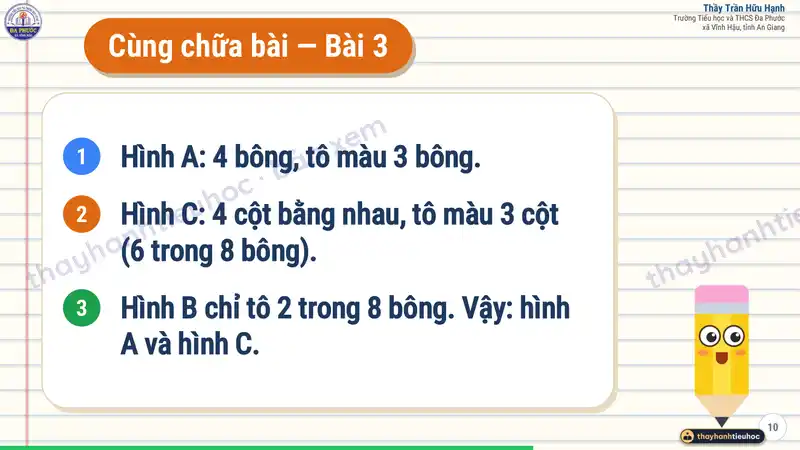 Thầy Trần Hữu Hạnh
Trường Tiểu học và THCS Đa Phước
xã Vĩnh Hậu, tỉnh An Giang
ĐA PHƯỚC
Cùng chữa bài — Bài 3
1 Hình A: 4 bông, tô màu 3 bông.
2 Hình C: 4 cột bằng nhau, tô màu 3 cột
(6 trong 8 bông).
3 Hình B chỉ tô 2 trong 8 bông. Vậy: hình
A và hình C.
thayhanhtieuhoc
10